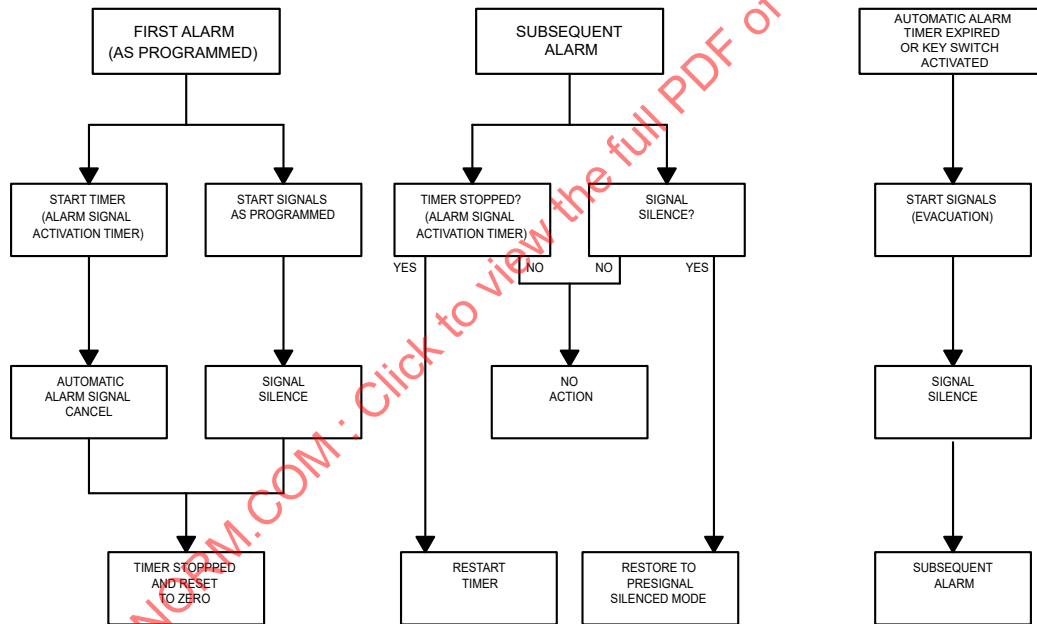 FIRST ALARM
(AS PROGRAMMED)
SUBSEQUENT
ALARM
AUTOMATIC ALARM
TIMER EXPIRED
OR KEY SWITCH
ACTIVATED
START TIMER
(ALARM SIGNAL
ACTIVATION TIMER)
START SIGNALS
AS PROGRAMMED
TIMER STOPPED?
(ALARM SIGNAL
ACTIVATION TIMER)
SIGNAL
SILENCE?
START SIGNALS
(EVACUATION)
YES
NO
NO
YES
AUTOMATIC
ALARM SIGNAL
CANCEL
SIGNAL
SILENCE
NO
ACTION
SIGNAL
SILENCE
TIMER STOPPPED
AND RESET
TO ZERO
RESTART
TIMER
RESTORE TO
PRESIGNAL
SILENCED MODE
SUBSEQUENT
ALARM
NORM.COM : Click to view the full PDF of